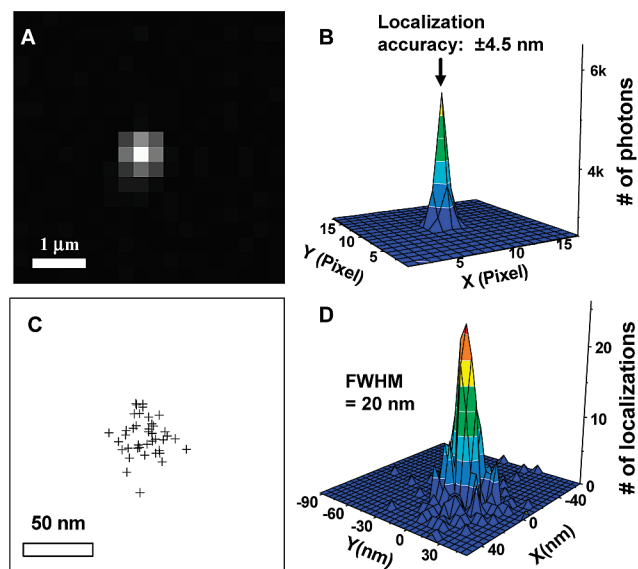 A
1 μm
B
Localization
accuracy: ±4.5 nm
6k
4k
# of photons
15
10
5
Y (Pixel)
5
10
15
X (Pixel)
C
50 nm
D
FWHM
= 20 nm
20
10
0
# of localizations
-90
-60
-30
0
30
Y(nm)
40
0
-40
X(nm)